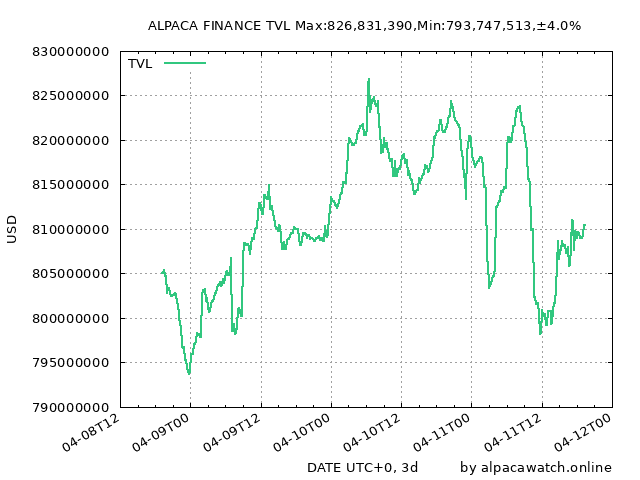 ALPACA FINANCE TVL Max:826,831,390,Min:793,747,513,±4.0%
830000000
825000000
820000000
815000000
810000000
805000000
800000000
795000000
790000000
USD
TVL
04-08T12
04-09T00
04-09T12
04-10T00
04-10T12
04-11T00
04-11T12
04-12T00
DATE UTC+0, 3d
by alpacawatch.online